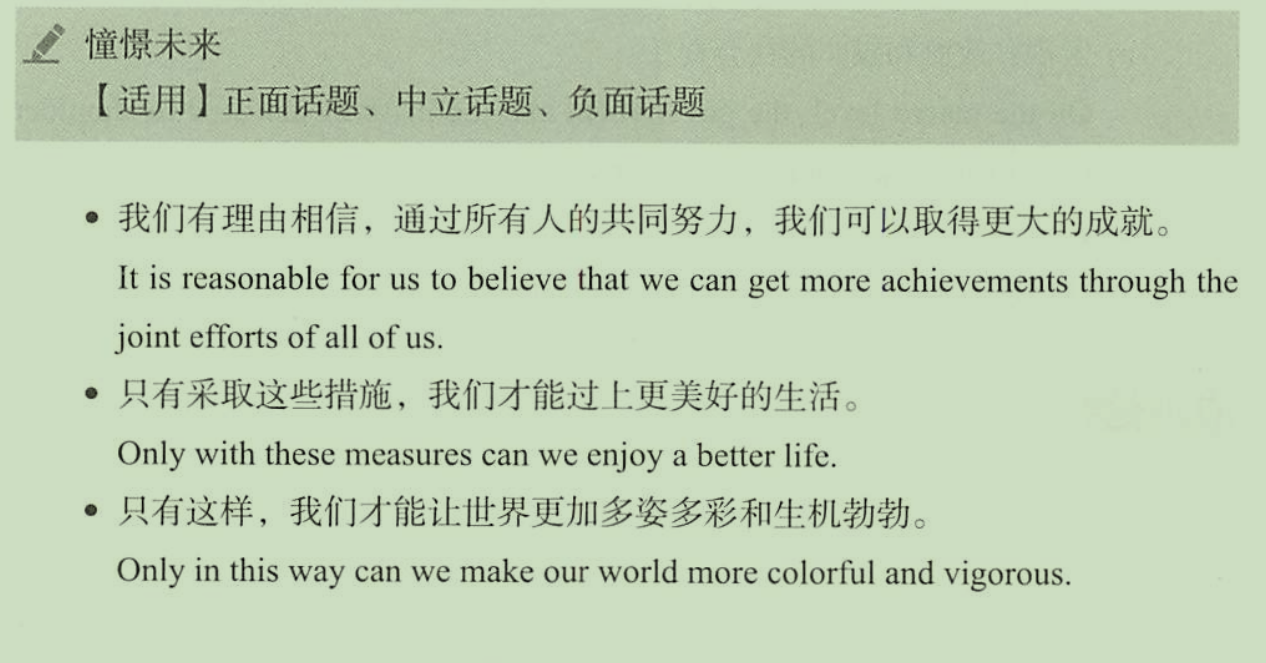 憧憬未来
【适用】正面话题、中立话题、负面话题
• 我们有理由相信，通过所有人的共同努力，我们可以取得更大的成就。
It is reasonable for us to believe that we can get more achievements through the
joint efforts of all of us.
• 只有采取这些措施，我们才能过上更美好的生活。
Only with these measures can we enjoy a better life.
• 只有这样，我们才能让世界更加多姿多彩和生机勃勃。
Only in this way can we make our world more colorful and vigorous.